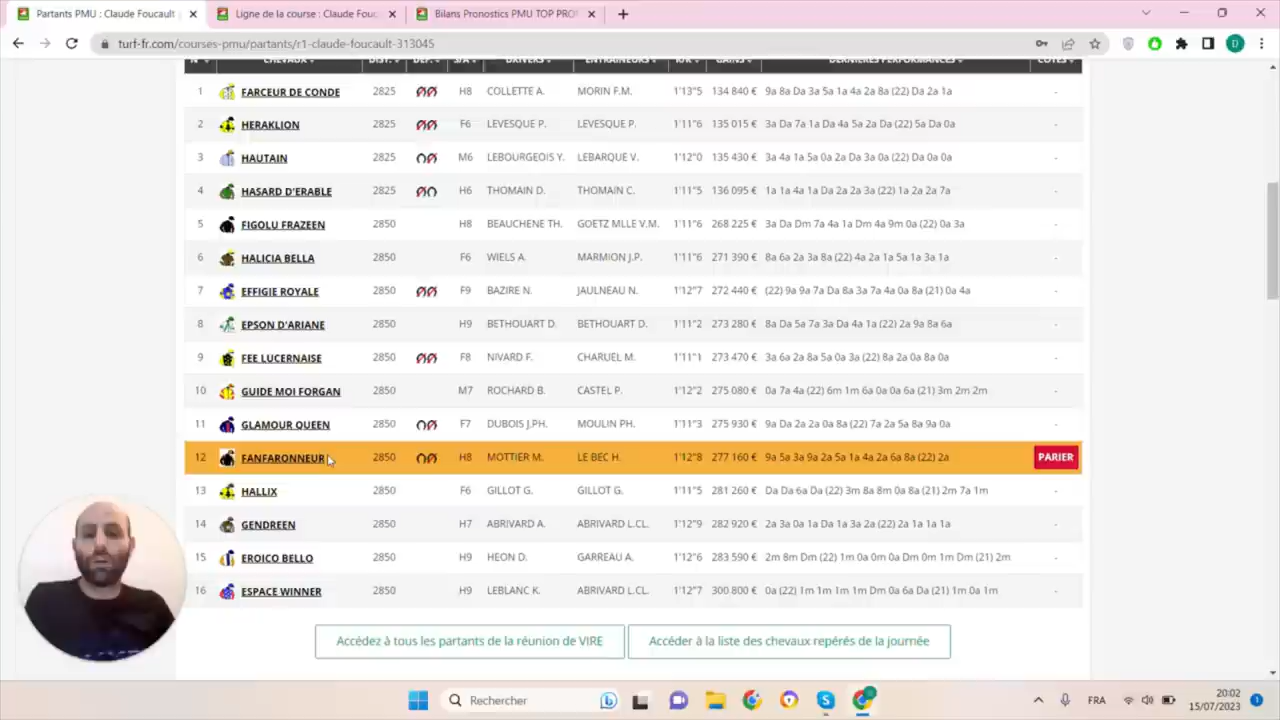 Partants PMU : Claude Foucault
Ligne de la course : Claude Fouc
Bilans Pronostics PMU TOP PRO
turf-fr.com/courses-pmu/partants/r1-claude-foucault-313045
N° CHEVAUX DIST. DEF. S/A DRIVERS ENTRAINEURS R/K GAINS DERNIÈRES PERFORMANCES COTES
1 FARCEUR DE CONDE 2825 H8 COLLETTE A. MORIN F.M. 1'13"5 134 840 € 9a 8a Da 3a 5a 1a 4a 2a 8a (22) Da 2a 1a -
2 HERAKLION 2825 F6 LEVESQUE P. LEVESQUE P. 1'11"6 135 015 € 3a Da 7a 1a Da 4a 5a 2a Da (22) 5a Da 0a -
3 HAUTAIN 2825 M6 LEBOURGEOIS Y. LEBARQUE V. 1'12"0 135 430 € 3a 4a 1a 5a 0a 2a Da 3a 0a (22) Da 0a 0a -
4 HASARD D'ERABLE 2825 H6 THOMAIN D. THOMAIN C. 1'11"5 136 095 € 1a 1a 4a 1a Da 2a 2a 3a (22) 1a 2a 2a 7a -
5 FIGOLU FRAZEEN 2850 H8 BEAUCHENE TH. GOETZ MLLE V.M. 1'11"6 268 225 € 3a Da Dm 7a 4a 1a Dm 4a 9m 0a (22) 0a 3a -
6 HALICIA BELLA 2850 F6 WIELS A. MARMION J.P. 1'11"6 271 390 € 8a 6a 2a 3a 8a (22) 4a 2a 1a 5a 1a 3a 1a -
7 EFFIGIE ROYALE 2850 F9 BAZIRE N. JAULNEAU N. 1'12"7 272 440 € (22) 9a 9a 7a Da 8a 3a 7a 4a 0a 8a (21) 0a 4a -
8 EPSON D'ARIANE 2850 H9 BETHOUART D. BETHOUART D. 1'11"2 273 280 € 8a Da 5a 7a 3a Da 4a 1a (22) 2a 9a 8a 6a -
9 FEE LUCERNAISE 2850 F8 NIVARD F. CHARUEL M. 1'11"1 273 470 € 3a 6a 2a 8a 5a 0a 3a (22) 8a 2a 0a 8a 0a -
10 GUIDE MOI FORGAN 2850 M7 ROCHARD B. CASTEL P. 1'12"2 275 080 € 0a 7a 4a (22) 6m 1m 6a 0a 0a 6a (21) 3m 2m 2m -
11 GLAMOUR QUEEN 2850 F7 DUBOIS J.PH. MOULIN PH. 1'11"3 275 930 € 9a Da 2a 2a 0a 8a (22) 7a 2a 5a 8a 9a 0a -
12 FANFARONNEUR 2850 H8 MOTTIER M. LE BEC H. 1'12"8 277 160 € 9a 5a 3a 9a 2a 5a 1a 4a 2a 6a 8a (22) 2a PARIER
13 HALLIX 2850 F6 GILLOT G. GILLOT G. 1'11"5 281 260 € Da Da 6a Da (22) 3m 8a 8m 0a 8a (21) 2m 7a 1m -
14 GENDREEN 2850 H7 ABRIVARD A. ABRIVARD L.CL. 1'12"9 282 920 € 2a 3a 0a 1a Da 1a 3a 2a (22) 2a 1a 1a 1a -
15 EROICO BELLO 2850 H9 HEON D. GARREAU A. 1'12"6 283 590 € 2m 8m Dm (22) 1m 0a 0m 0a Dm 0m 1m Dm (21) 2m -
16 ESPACE WINNER 2850 H9 LEBLANC K. ABRIVARD L.CL. 1'12"7 300 800 € 0a (22) 1m 1m 1m 1m Dm 0a 6a Da (21) 1m 0a 1m -
Accédez à tous les partants de la réunion de VIRE
Accéder à la liste des chevaux repérés de la journée
Rechercher
FRA
20:02
15/07/2023